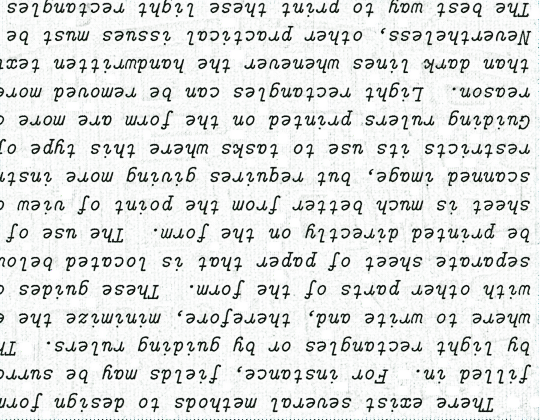 There exist several methods to design form
filled in. For instance, fields may be surrou
by light rectangles or by guiding rulers. Th
where to write and, therefore, minimize the e
with other parts of the form. These guides c
separate sheet of paper that is located below
be printed directly on the form. The use of
sheet is much better from the point of view o
scanned image, but requires giving more instr
restricts its use to tasks where this type of
Guiding rulers printed on the form are more c
reason. Light rectangles can be removed more
than dark lines whenever the handwritten text
Nevertheless, other practical issues must be
The best way to print these light rectangles